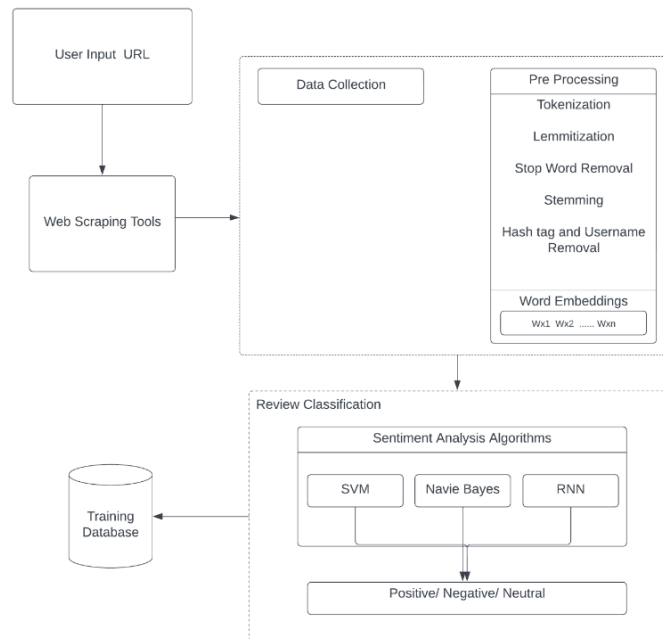 User Input URL
Data Collection
Pre Processing
Tokenization
Lemmitization
Stop Word Removal
Stemming
Hash tag and Username
Removal
Word Embeddings
Wx1 Wx2 ...... Wxn
Web Scraping Tools
Review Classification
Sentiment Analysis Algorithms
SVM
Navie Bayes
RNN
Positive/ Negative/ Neutral
Training
Database